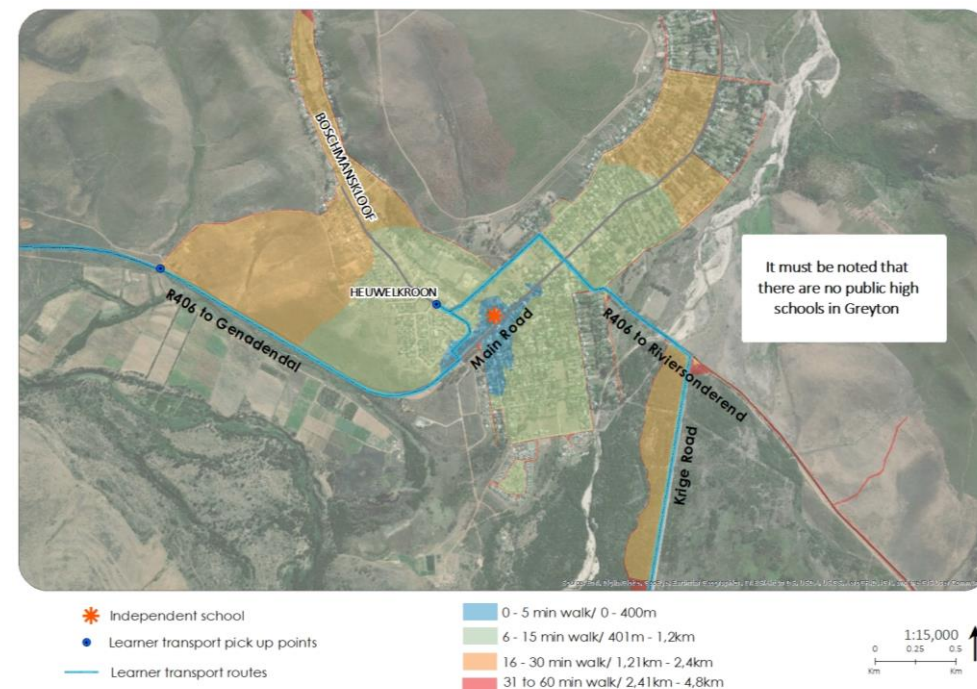 BOSCHMANSKLOOF
HEUWELKROON
R406 to Genadendal
Main Road
R406 to Riviersonderend
Krige Road
It must be noted that
there are no public high
schools in Greyton
Independent school
Learner transport pick up points
Learner transport routes
0 - 5 min walk/ 0 - 400m
6 - 15 min walk/ 401m - 1,2km
16 - 30 min walk/ 1,21km - 2,4km
31 to 60 min walk/ 2,41km - 4,8km
1:15,000
0 0.25 0.5
Km Km